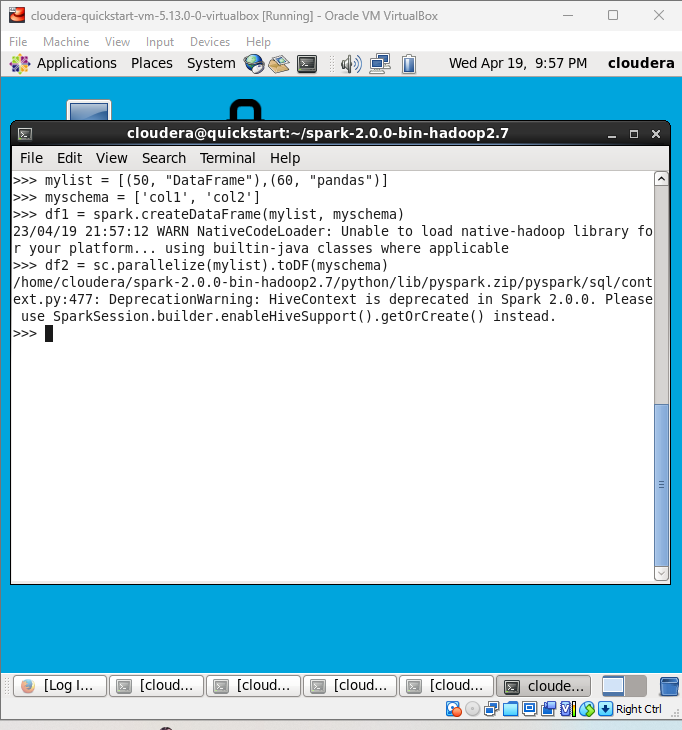 cloudera-quickstart-vm-5.13.0-0-virtualbox [Running] - Oracle VM VirtualBox
File Machine View Input Devices Help
Applications Places System Wed Apr 19, 9:57 PM cloudera
cloudera@quickstart:~/spark-2.0.0-bin-hadoop2.7
File Edit View Search Terminal Help
>>> mylist = [(50, "DataFrame"),(60, "pandas")]
>>> myschema = ['col1', 'col2']
>>> df1 = spark.createDataFrame(mylist, myschema)
23/04/19 21:57:12 WARN NativeCodeLoader: Unable to load native-hadoop library fo
r your platform... using builtin-java classes where applicable
>>> df2 = sc.parallelize(mylist).toDF(myschema)
/home/cloudera/spark-2.0.0-bin-hadoop2.7/python/lib/pyspark.zip/pyspark/sql/cont
ext.py:477: DeprecationWarning: HiveContext is deprecated in Spark 2.0.0. Please
 use SparkSession.builder.enableHiveSupport().getOrCreate() instead.
>>>
[Log I... [cloud... [cloud... [cloud... [cloud... cloude...
Right Ctrl